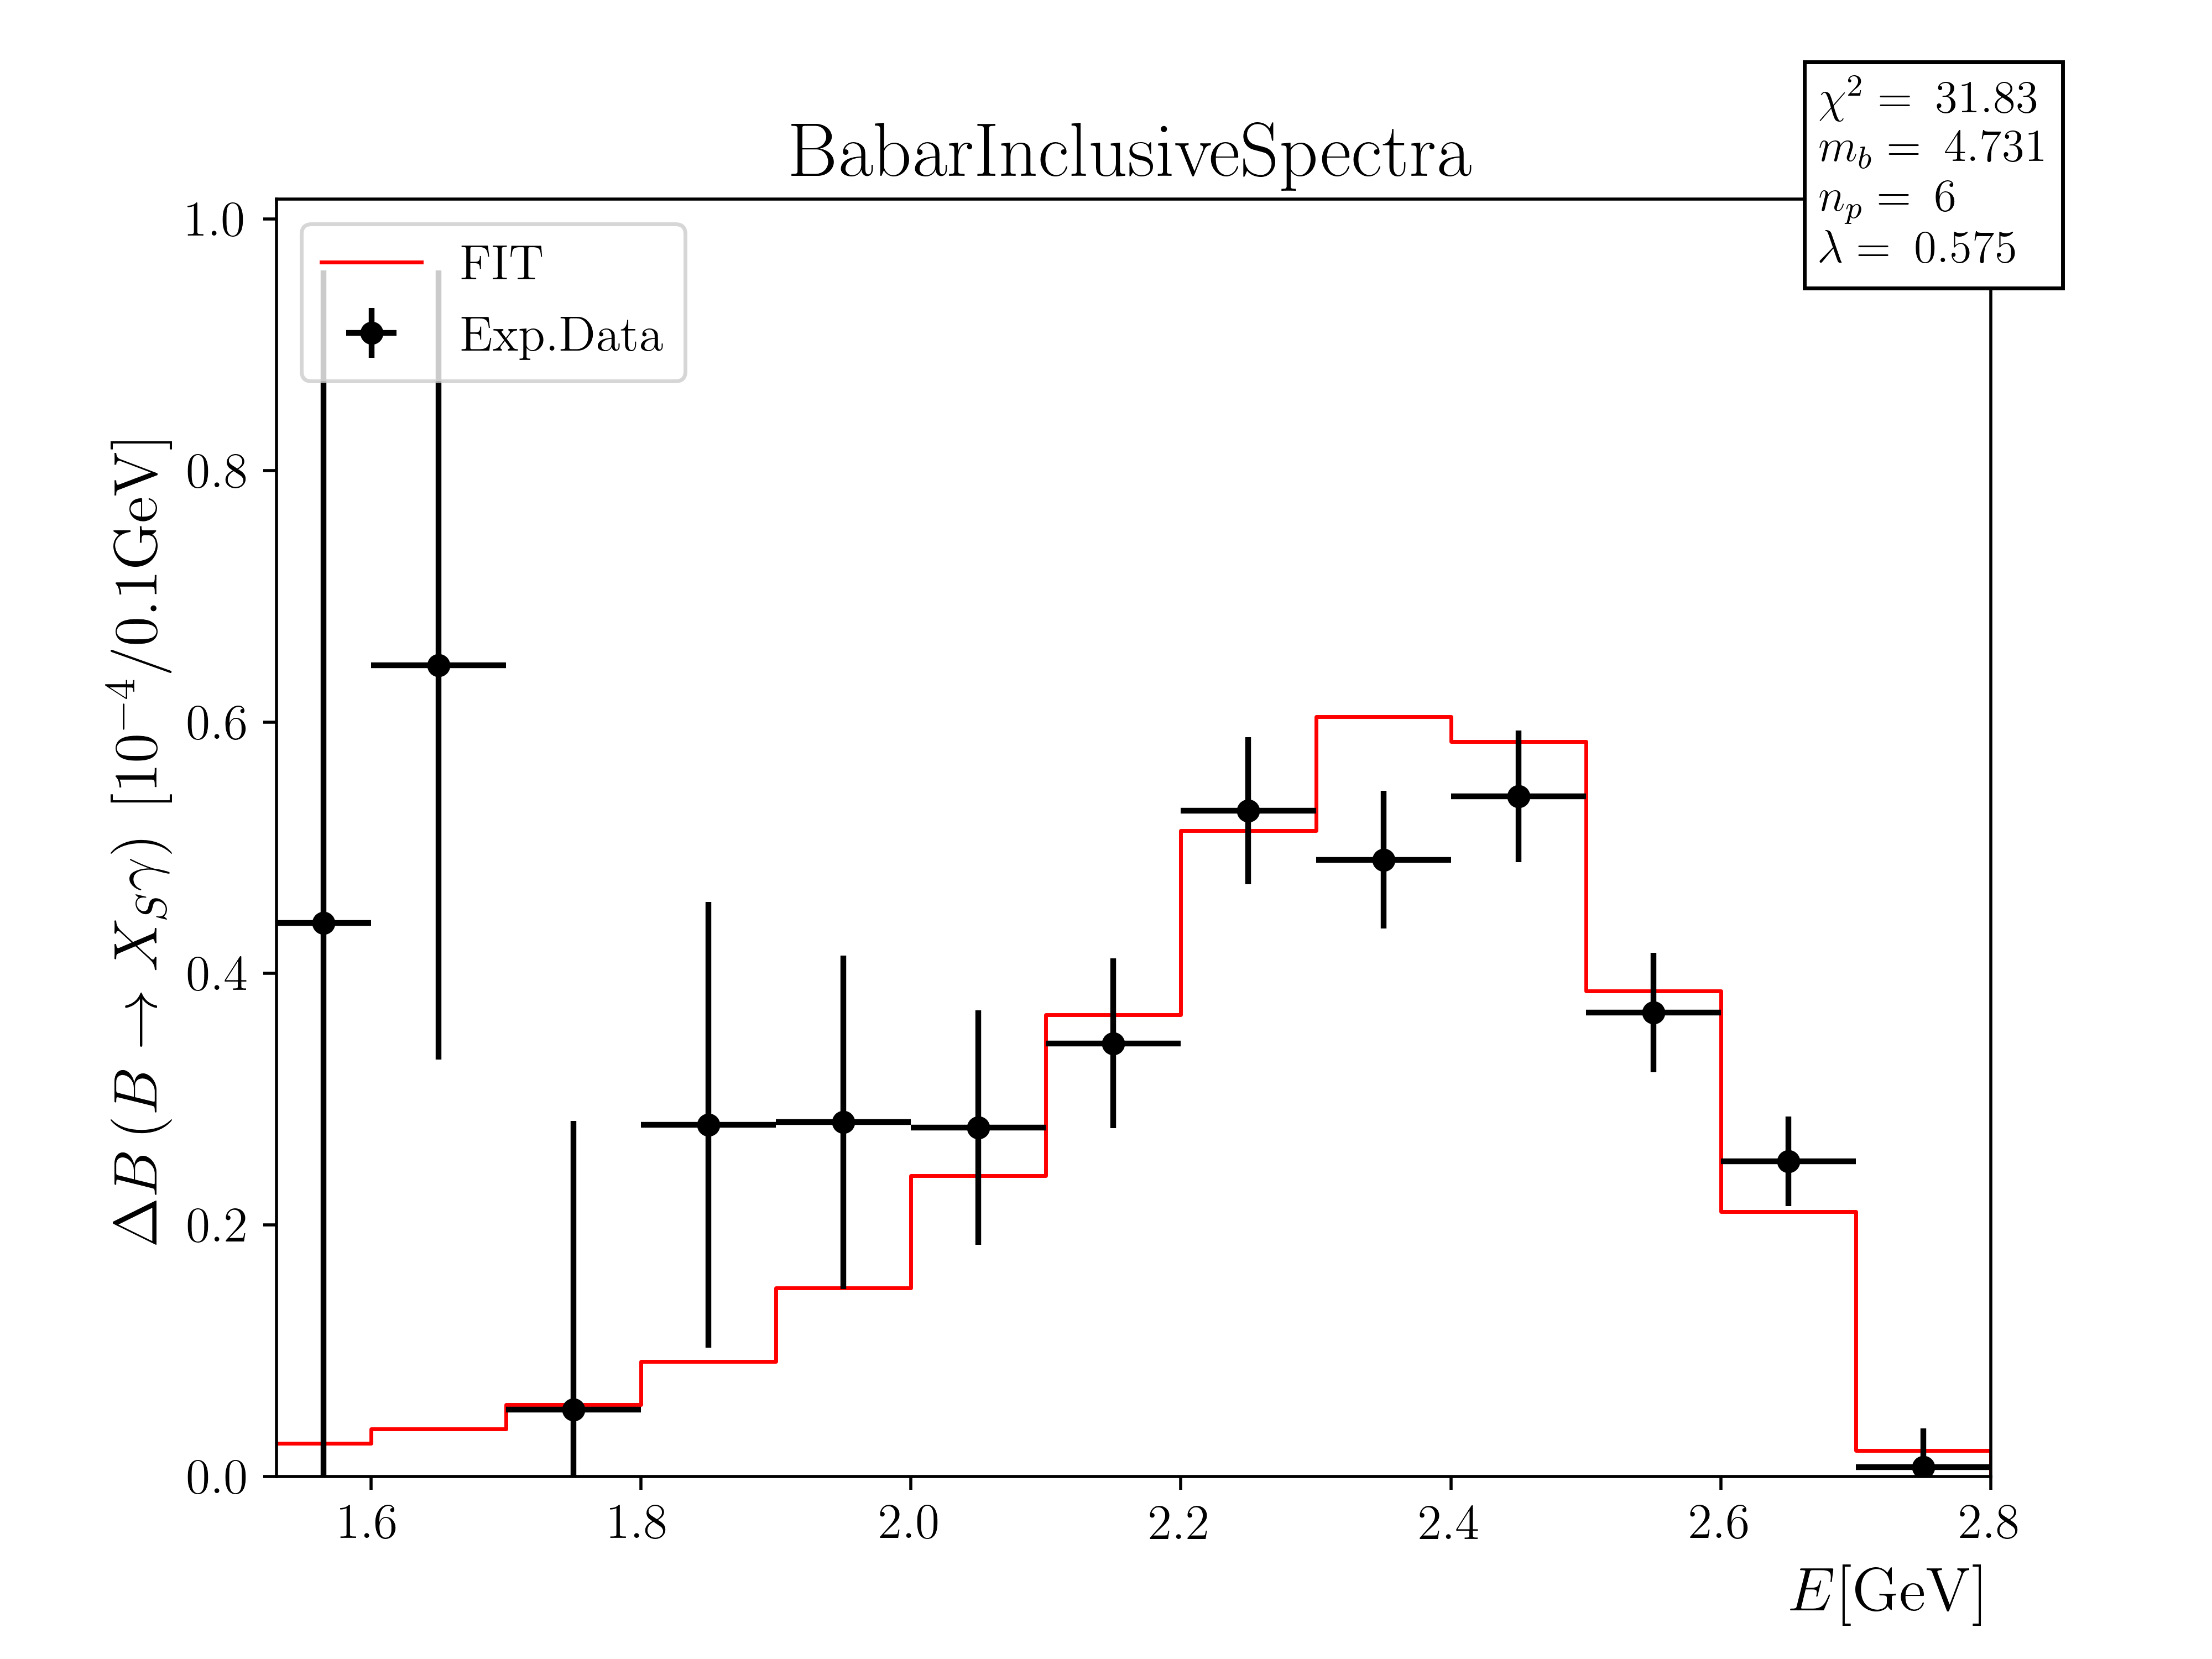 BabarInclusiveSpectra
χ² = 31.83
m_b = 4.731
n_p = 6
λ = 0.575
FIT
Exp.Data
ΔB (B → X_S γ) [10⁻⁴/0.1GeV]
1.0
0.8
0.6
0.4
0.2
0.0
1.6 1.8 2.0 2.2 2.4 2.6 2.8
E[GeV]